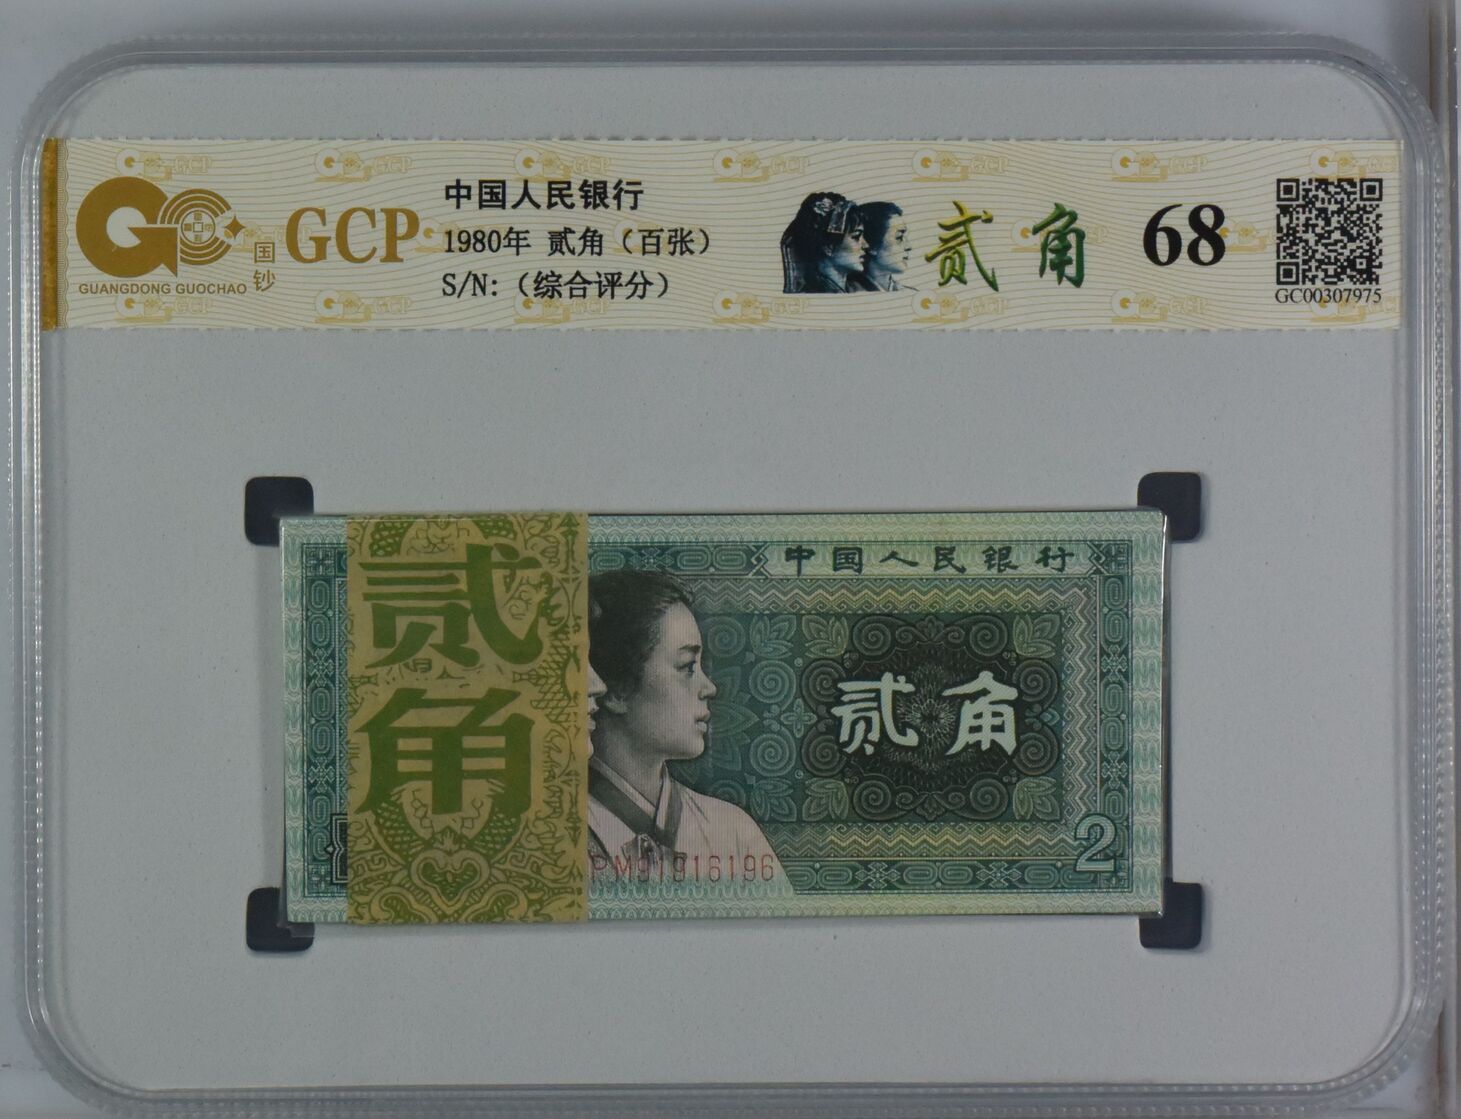 GCP
国钞
GUANGDONG GUOCHAO
中国人民银行
1980年 贰角（百张）
S/N:（综合评分）
贰角
68
GC00307975
贰角
中国人民银行
贰角
PM91916196
2